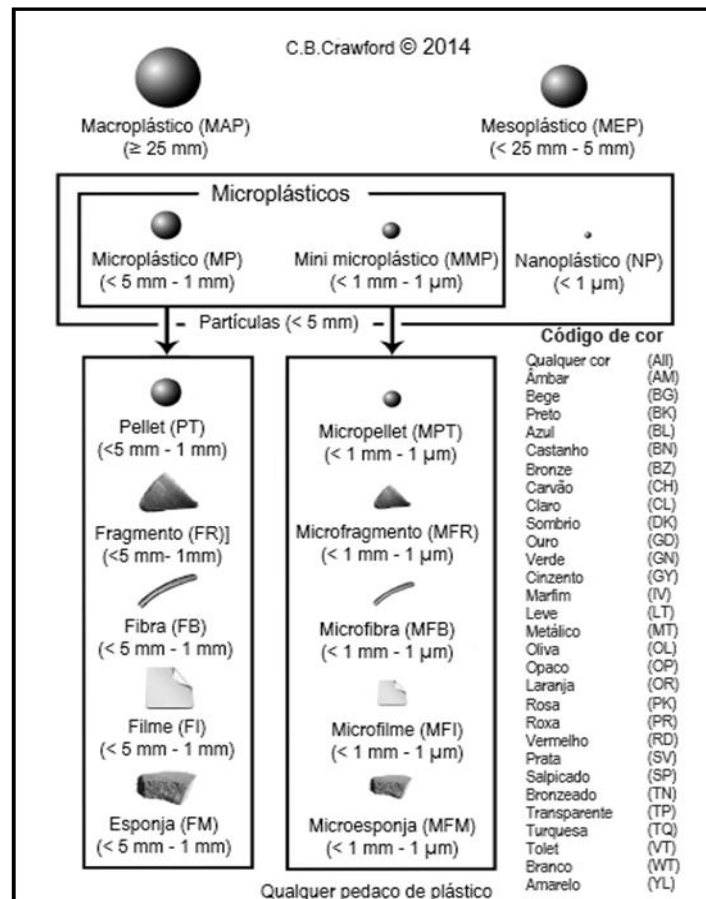 C.B.Crawford © 2014
Macroplástico (MAP)
(≥ 25 mm)
Mesoplástico (MEP)
(< 25 mm - 5 mm)
Microplásticos
Microplástico (MP)
(< 5 mm - 1 mm)
Mini microplástico (MMP)
(< 1 mm - 1 µm)
Nanoplástico (NP)
(< 1 µm)
Partículas (< 5 mm)
Pellet (PT)
(<5 mm - 1 mm)
Fragmento (FR)]
(<5 mm- 1mm)
Fibra (FB)
(< 5 mm - 1 mm)
Filme (FI)
(< 5 mm - 1 mm)
Esponja (FM)
(< 5 mm - 1 mm)
Micropellet (MPT)
(< 1 mm - 1 µm)
Microfragmento (MFR)
(< 1 mm - 1 µm)
Microfibra (MFB)
(< 1 mm - 1 µm)
Microfilme (MFI)
(< 1 mm - 1 µm)
Microesponja (MFM)
(< 1 mm - 1 µm)
Qualquer pedaço de plástico
Código de cor
Qualquer cor (All)
Âmbar (AM)
Bege (BG)
Preto (BK)
Azul (BL)
Castanho (BN)
Bronze (BZ)
Carvão (CH)
Claro (CL)
Sombrio (DK)
Ouro (GD)
Verde (GN)
Cinzento (GY)
Marfim (IV)
Leve (LT)
Metálico (MT)
Oliva (OL)
Opaco (OP)
Laranja (OR)
Rosa (PK)
Roxa (PR)
Vermelho (RD)
Prata (SV)
Salpicado (SP)
Bronzeado (TN)
Transparente (TP)
Turquesa (TQ)
Tolet (VT)
Branco (WT)
Amarelo (YL)